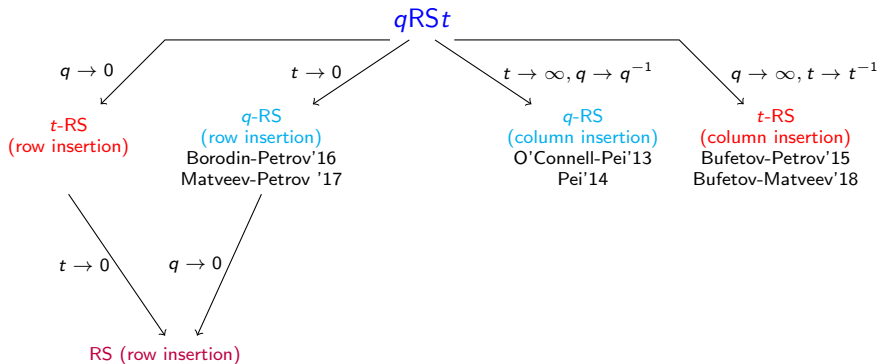 qRSt
q → 0
t → 0
t → ∞, q → q⁻¹
q → ∞, t → t⁻¹
t-RS
(row insertion)
q-RS
(row insertion)
Borodin-Petrov'16
Matveev-Petrov '17
q-RS
(column insertion)
O'Connell-Pei'13
Pei'14
t-RS
(column insertion)
Bufetov-Petrov'15
Bufetov-Matveev'18
t → 0
q → 0
RS (row insertion)